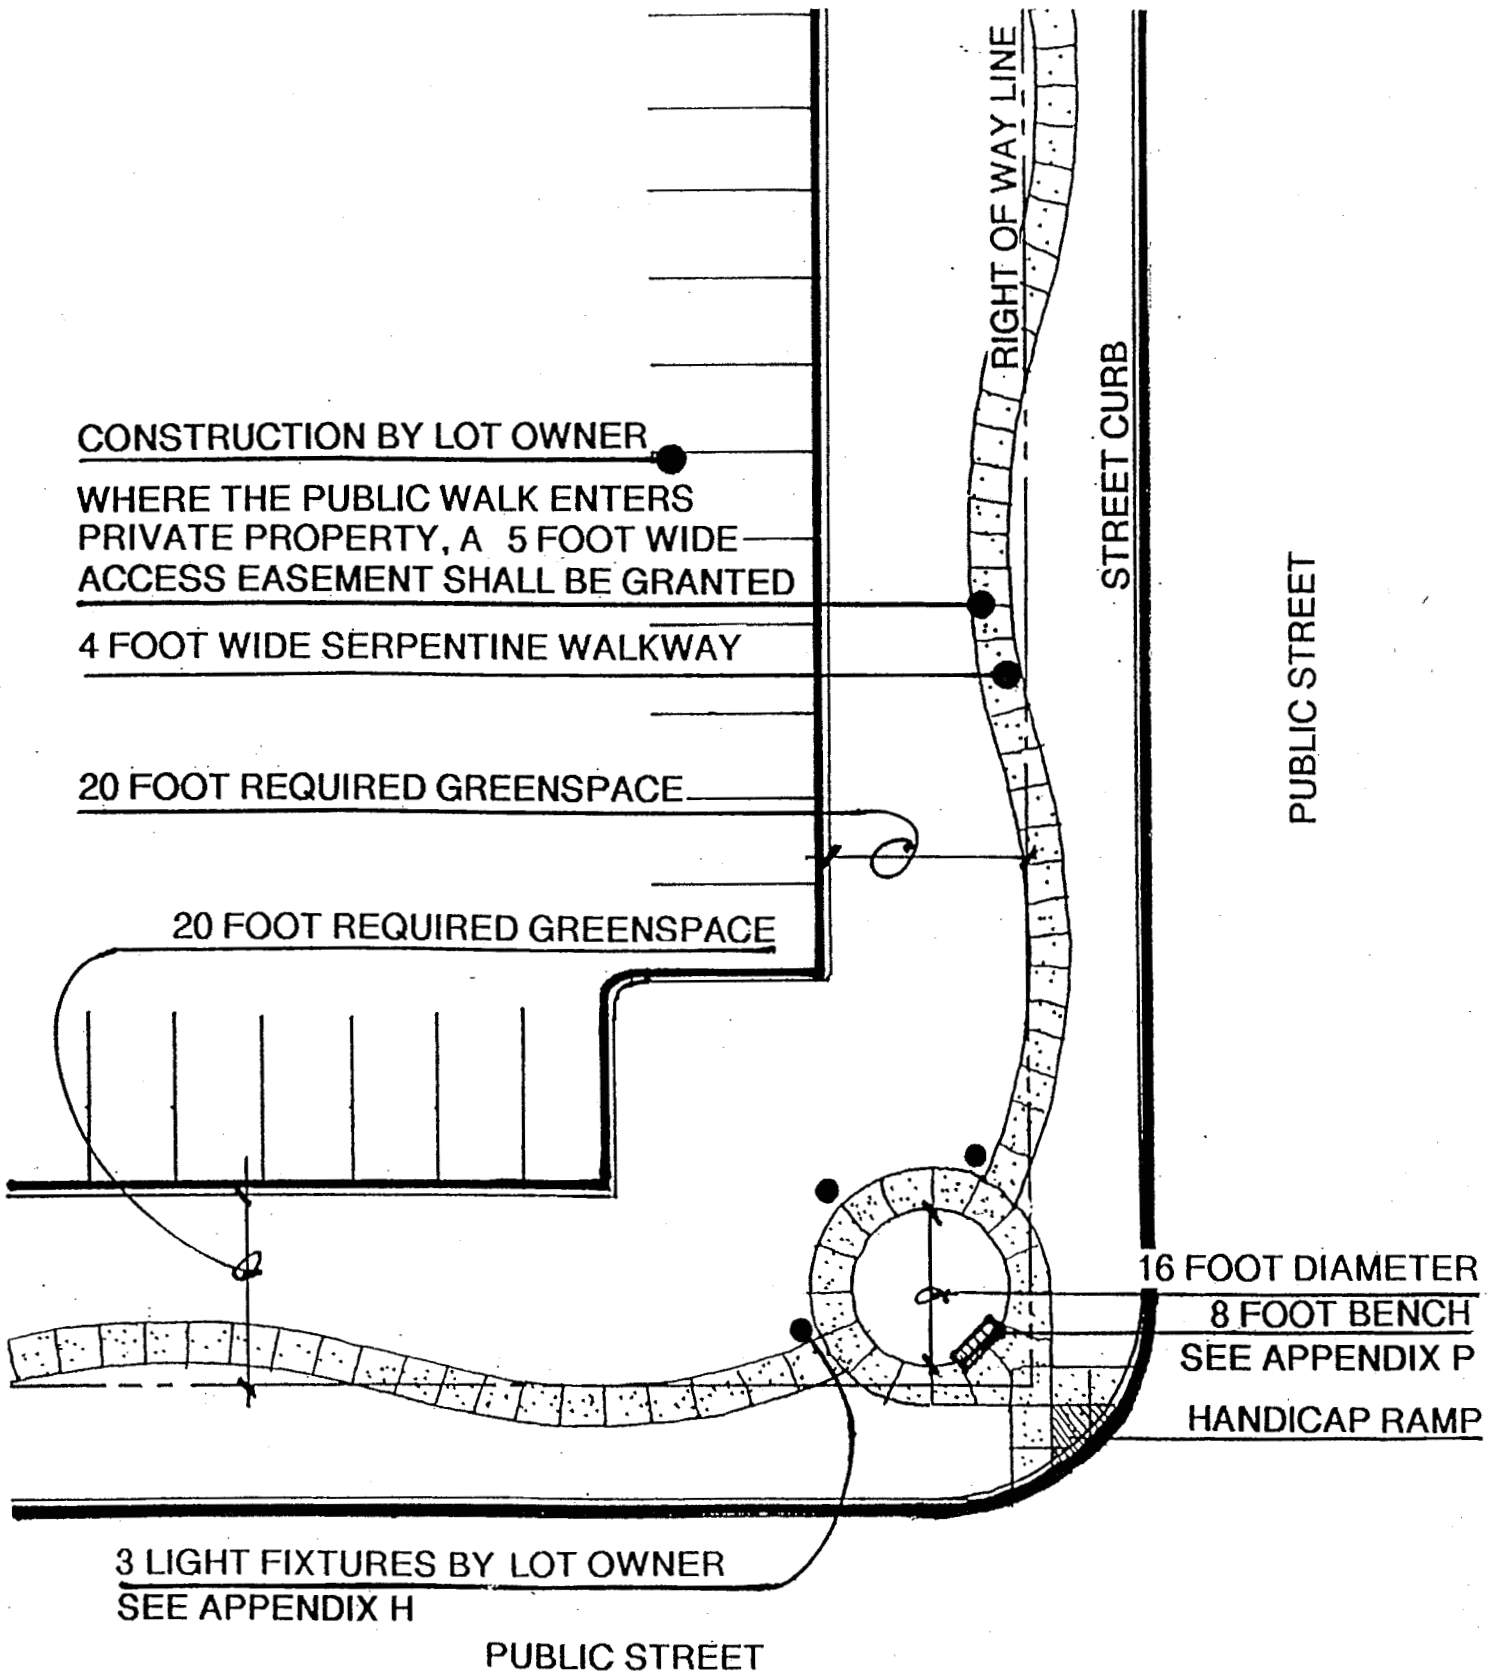 RIGHT OF WAY LINE
STREET CURB
PUBLIC STREET
CONSTRUCTION BY LOT OWNER
WHERE THE PUBLIC WALK ENTERS
PRIVATE PROPERTY, A 5 FOOT WIDE
ACCESS EASEMENT SHALL BE GRANTED
4 FOOT WIDE SERPENTINE WALKWAY
20 FOOT REQUIRED GREENSPACE
20 FOOT REQUIRED GREENSPACE
16 FOOT DIAMETER
8 FOOT BENCH
SEE APPENDIX P
HANDICAP RAMP
3 LIGHT FIXTURES BY LOT OWNER
SEE APPENDIX H
PUBLIC STREET